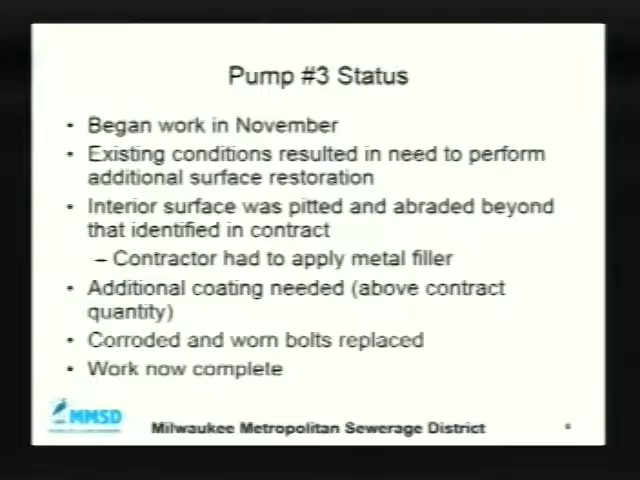 Pump #3 Status
• Began work in November
• Existing conditions resulted in need to perform
additional surface restoration
• Interior surface was pitted and abraded beyond
that identified in contract
– Contractor had to apply metal filler
• Additional coating needed (above contract
quantity)
• Corroded and worn bolts replaced
• Work now complete
MMSD
Milwaukee Metropolitan Sewerage District